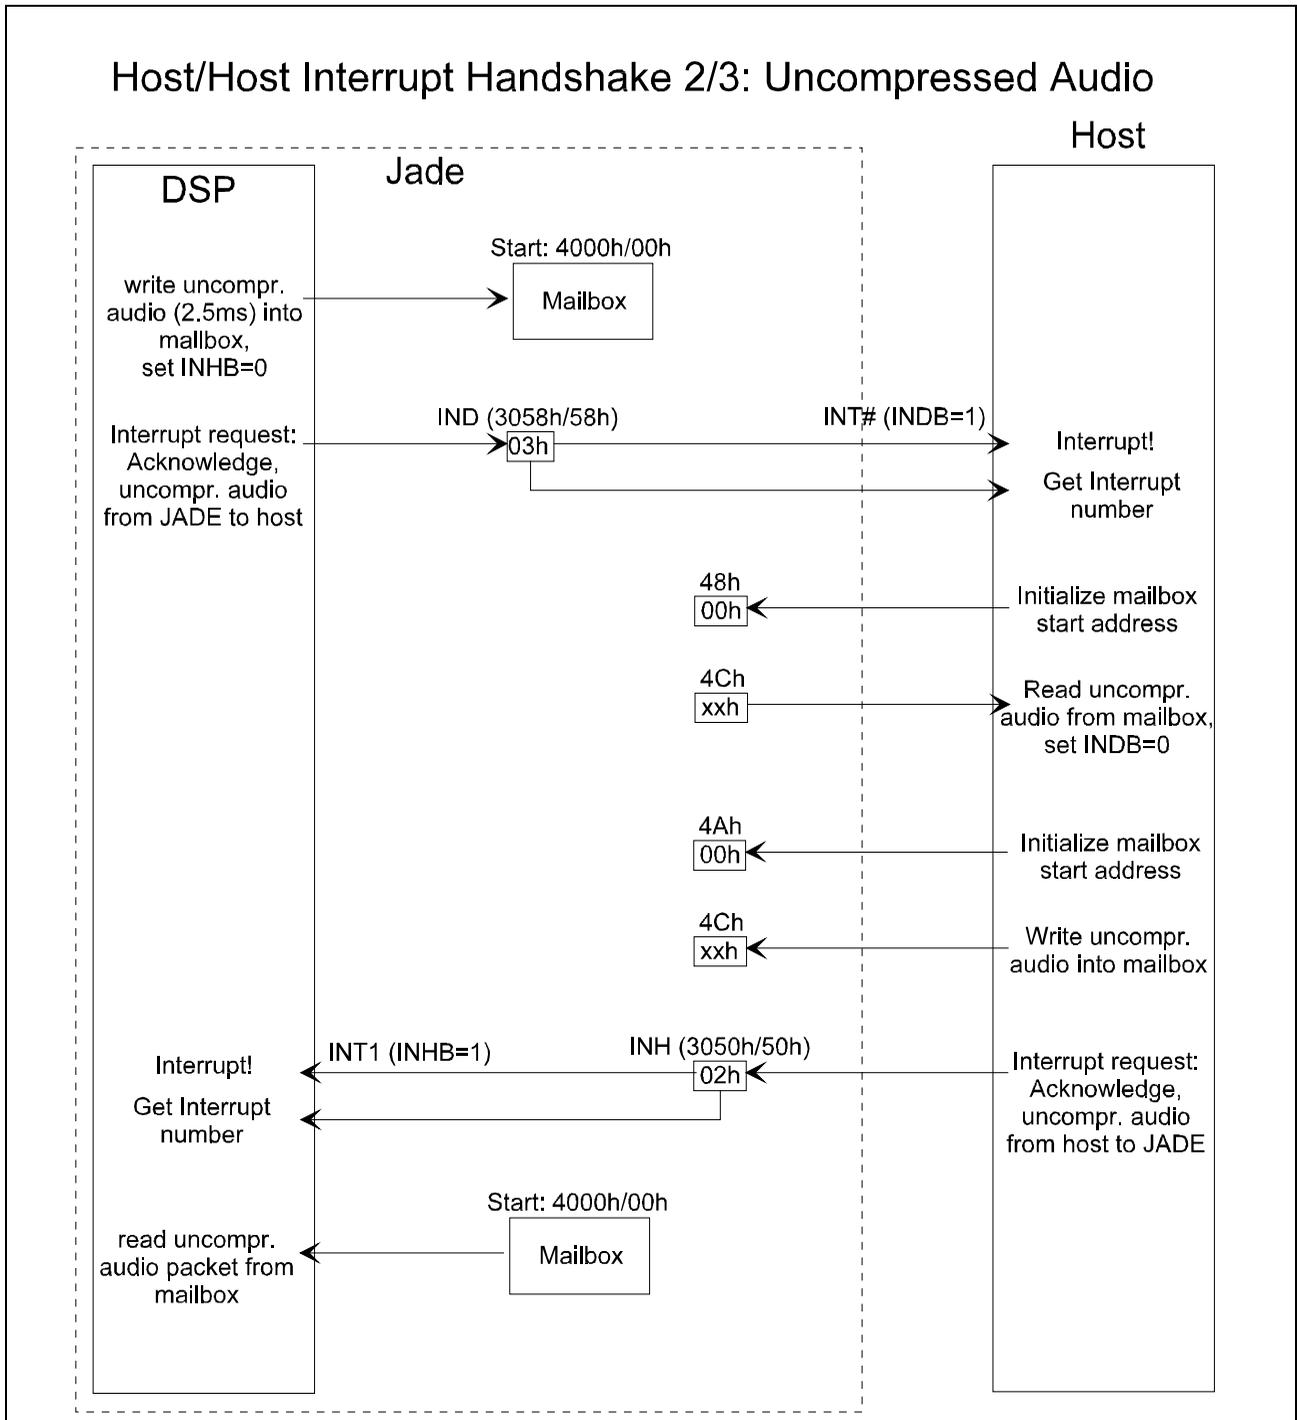 Host/Host Interrupt Handshake 2/3: Uncompressed Audio
Host
Jade
DSP
Start: 4000h/00h
write uncompr.
audio (2.5ms) into
mallbox,
set INHB=0
Mailbox
IND (3058h/58h)
INT# (INDB=1)
Interrupt request:
Acknowledge,
uncompr. audio
from JADE to host
03h
Interrupt!
Get Interrupt
number
48h
00h
Initialize mailbox
start address
4Ch
xxh
Read uncompr.
audio from mailbox,
set INDB=0
4Ah
00h
Initialize mailbox
start address
4Ch
xxh
Write uncompr.
audio into mailbox
Interrupt!
INT1 (INHB=1)
INH (3050h/50h)
02h
Interrupt request:
Acknowledge,
uncompr. audio
from host to JADE
Get Interrupt
number
Start: 4000h/00h
read uncompr.
audio packet from
mailbox
Mailbox